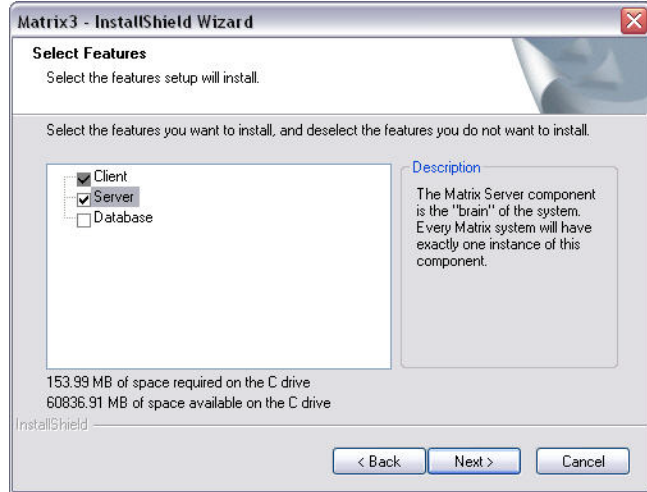 Matrix3 - InstallShield Wizard
Select Features
Select the features setup will install.
Select the features you want to install, and deselect the features you do not want to install.
Client
Server
Database
Description
The Matrix Server component
is the "brain" of the system.
Every Matrix system will have
exactly one instance of this
component.
153.99 MB of space required on the C drive
60836.91 MB of space available on the C drive
InstallShield
< Back
Next >
Cancel